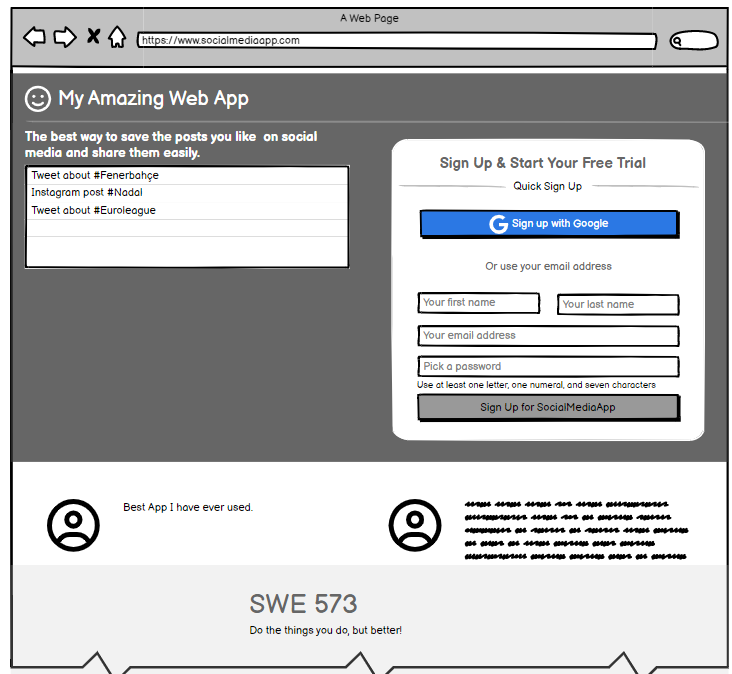 A Web Page
https://www.socialmediaapp.com
My Amazing Web App
The best way to save the posts you like on social
media and share them easily.
Tweet about #Fenerbahçe
Instagram post #Nadal
Tweet about #Euroleague
Sign Up & Start Your Free Trial
Quick Sign Up
G Sign up with Google
Or use your email address
Your first name
Your last name
Your email address
Pick a password
Use at least one letter, one numeral, and seven characters
Sign Up for SocialMediaApp
Best App I have ever used.
SWE 573
Do the things you do, but better!